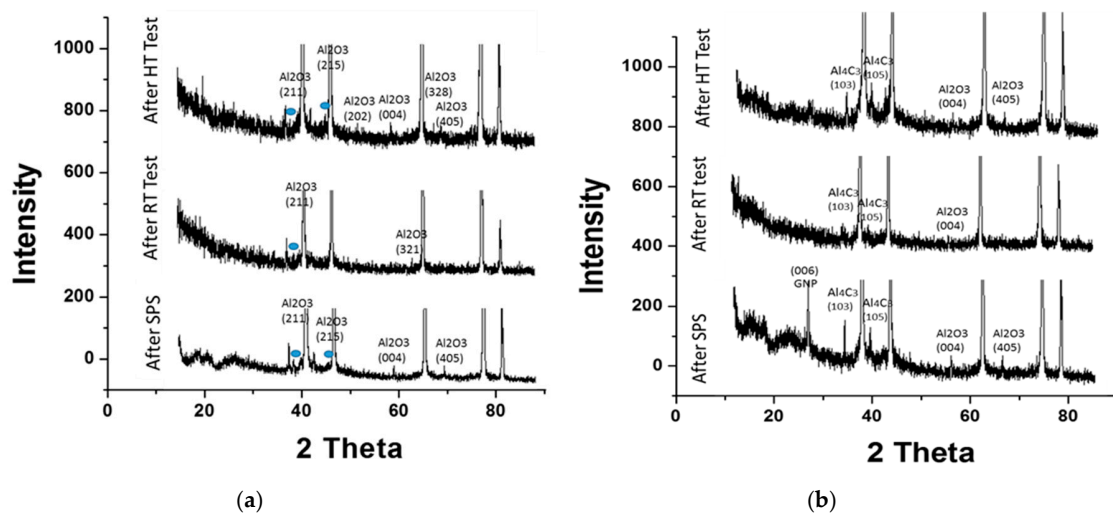 1000
800
600
400
200
0
Intensity
After HT Test
After RT Test
After SPS
Al2O3
(211)
Al2O3
(215)
Al2O3
(202)
Al2O3
(004)
Al2O3
(328)
Al2O3
(405)
Al2O3
(211)
Al2O3
(321)
Al2O3
(211)
Al2O3
(215)
Al2O3
(004)
Al2O3
(405)
0 20 40 60 80
2 Theta
(a)
1000
800
600
400
200
0
Intensity
After HT Test
After RT test
After SPS
Al4C3
(103)
Al4C3
(105)
Al2O3
(004)
Al2O3
(405)
Al4C3
(103)
Al4C3
(105)
Al2O3
(004)
(006)
GNP
Al4C3
(103)
Al4C3
(105)
Al2O3
(004)
Al2O3
(405)
0 20 40 60 80
2 Theta
(b)